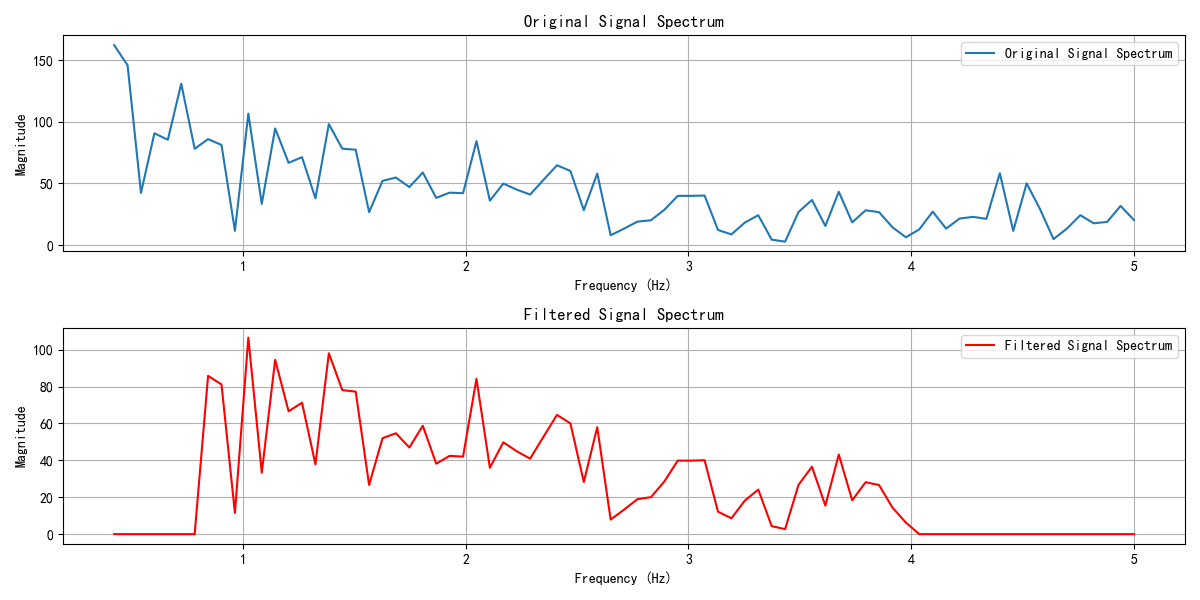 Original Signal Spectrum
Original Signal Spectrum
Magnitude
150
100
50
0
1 2 3 4 5
Frequency (Hz)
Filtered Signal Spectrum
Filtered Signal Spectrum
Magnitude
100
80
60
40
20
0
1 2 3 4 5
Frequency (Hz)